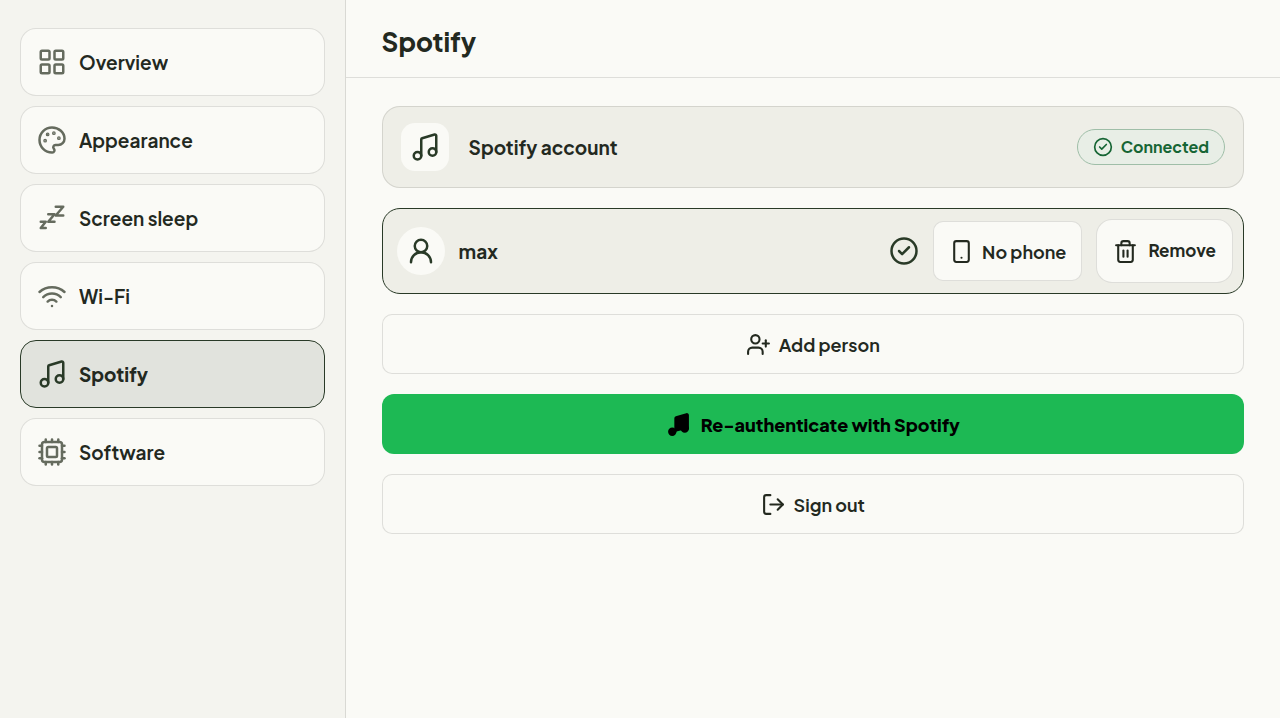 Overview
Appearance
Screen sleep
Wi-Fi
Spotify
Software
Spotify
Spotify account
Connected
max
No phone
Remove
Add person
Re-authenticate with Spotify
Sign out